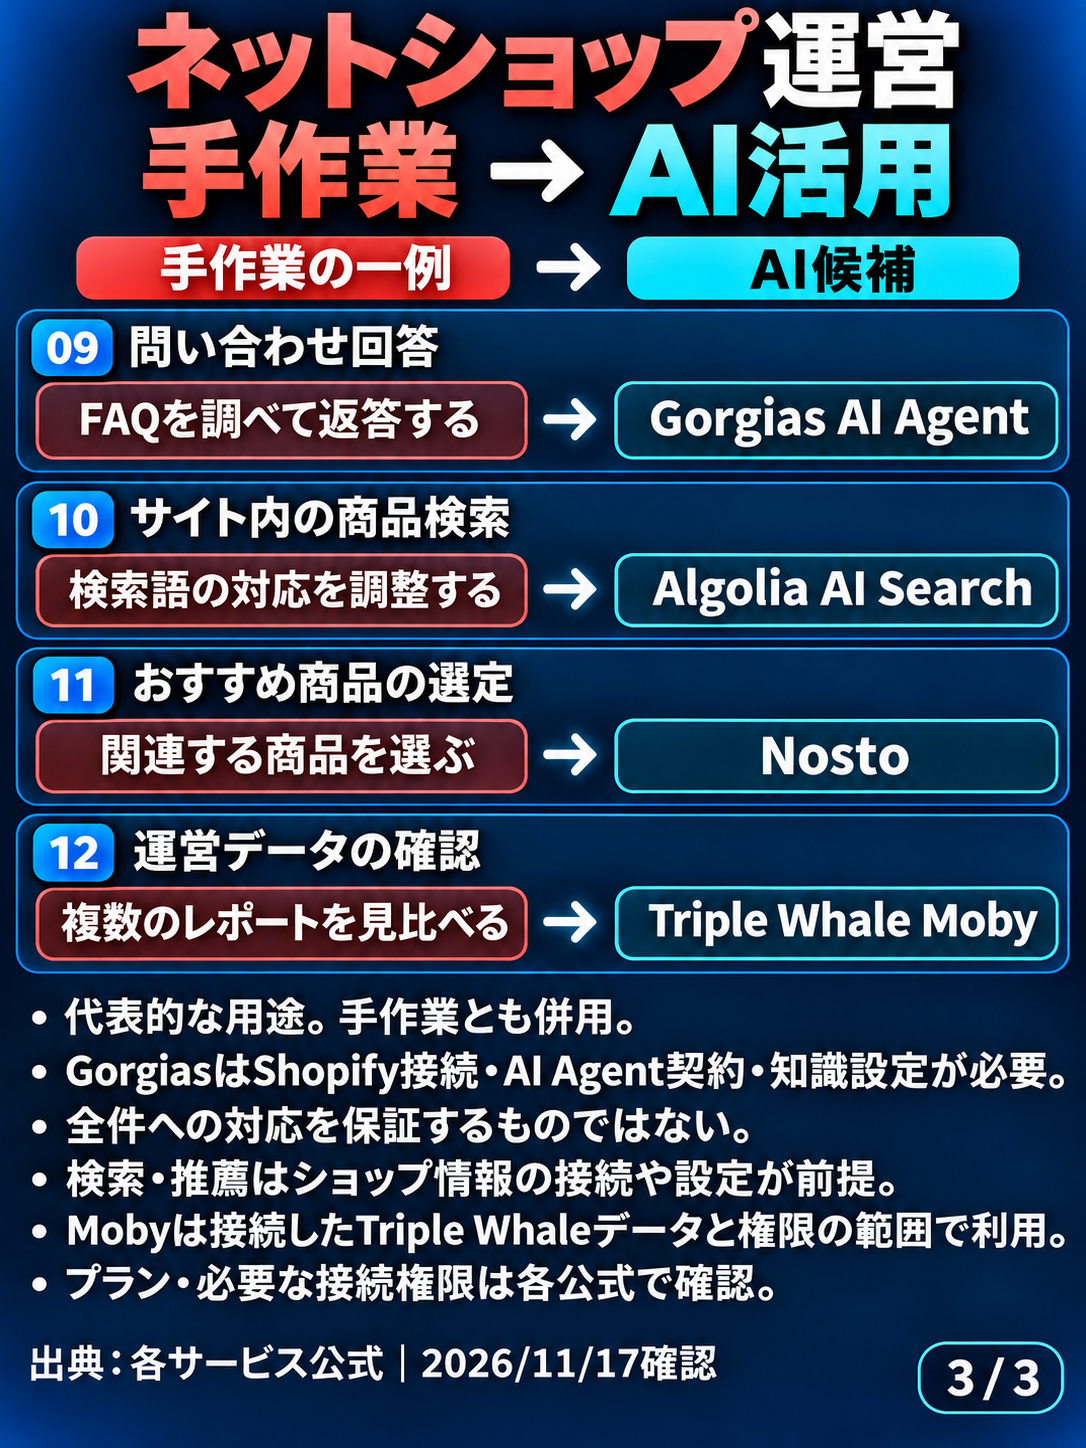 ネットショップ運営
手作業→AI活用
手作業の一例→AI候補
09 問い合わせ回答
FAQを調べて返答する→Gorgias AI Agent
10 サイト内の商品検索
検索語の対応を調整する→Algolia AI Search
11 おすすめ商品の選定
関連する商品を選ぶ→Nosto
12 運営データの確認
複数のレポートを見比べる→Triple Whale Moby
• 代表的な用途。手作業とも併用。
• GorgiasはShopify接続・AI Agent契約・知識設定が必要。
• 全件への対応を保証するものではない。
• 検索・推薦はショップ情報の接続や設定が前提。
• Mobyは接続したTriple Whaleデータと権限の範囲で利用。
• プラン・必要な接続権限は各公式で確認。
出典：各サービス公式｜2026/11/17確認
3/3